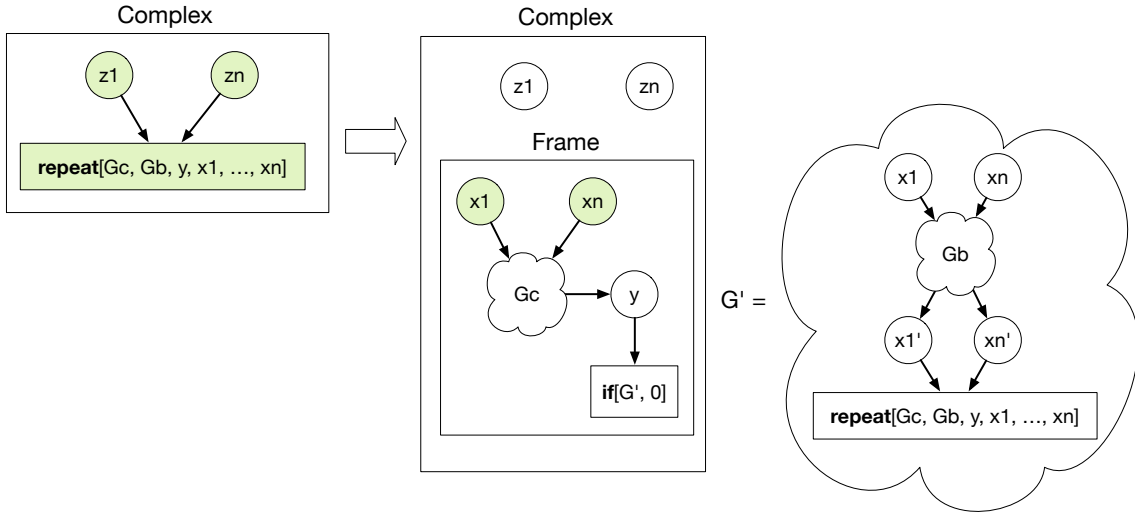 Complex
z1
zn
repeat[Gc, Gb, y, x1, ..., xn]
Complex
z1
zn
Frame
x1
xn
Gc
y
if[G', 0]
G' =
x1
xn
Gb
x1'
xn'
repeat[Gc, Gb, y, x1, ..., xn]